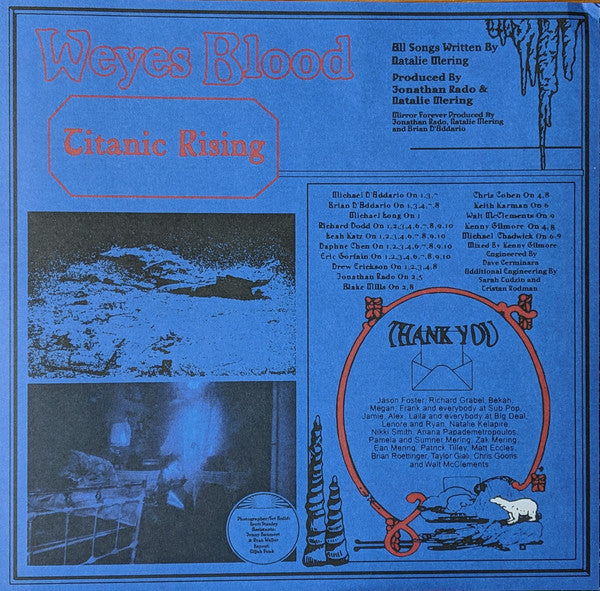 Weyes Blood
Titanic Rising
All Songs Written By
Natalie Mering
Produced By
Jonathan Rado &
Natalie Mering
Mirror Forever Produced By
Jonathan Rado, Natalie Mering
and Brian D'Addario
Michael D'Addario On 1,3,7
Brian D'Addario On 1,3,4,7,8
Michael Long On 1
Richard Dodd On 1,2,3,4,6,7,8,9,10
Leah Katz On 1,2,3,4,6,7,8,9,10
Daphne Chen On 1,2,3,4,6,7,8,9,10
Eric Gorfain On 1,2,3,4,6,7,8,9,10
Drew Erickson On 1,2,3,4,8
Jonathan Rado On 2,5
Blake Mills On 2,8
Chris Cohen On 4,8
Keith Karman On 6
Walt McClements On 9
Kenny Gilmore On 4,8
Michael Chadwick On 6-9
Mixed By Kenny Gilmore
Engineered By
Dave Cerminara
Additional Engineering By
Sarah Tudzin and
Tristan Rodman
THANK YOU
Jason Foster, Richard Grabel, Bekah,
Megan, Frank and everybody at Sub Pop,
Jamie, Alex, Laila and everybody at Big Deal,
Lenore and Ryan, Natalie Kelapire
Nikki Smith, Ariana Papademetropoulos,
Pamela and Sumner Mering, Zak Mering,
Ean Mering, Patrick Tilley, Matt Eccles,
Brian Roettinger, Taylor Giali, Chris Goons
and Walt McClements
Photographer/Set Build:
Brett Stanley
Assistants: